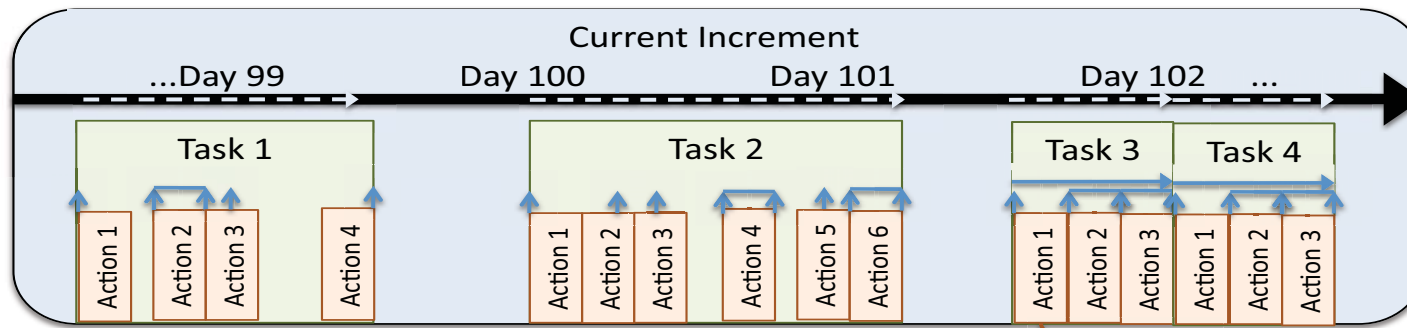 Current Increment
...Day 99 Day 100 Day 101 Day 102 ...
Task 1 Task 2 Task 3 Task 4
Action 1
Action 2
Action 3
Action 4
Action 1
Action 2
Action 3
Action 4
Action 5
Action 6
Action 1
Action 2
Action 3
Action 1
Action 2
Action 3